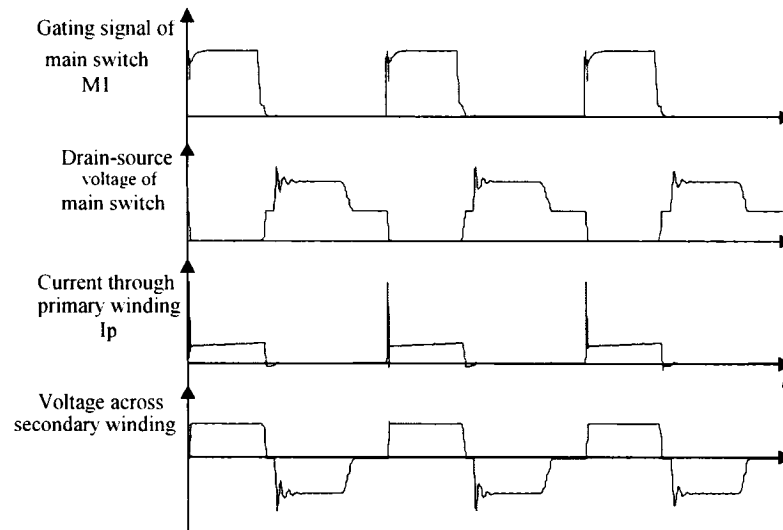 Gating signal of
main switch
M1
Drain-source
voltage of
main switch
Current through
primary winding
Ip
Voltage across
secondary winding